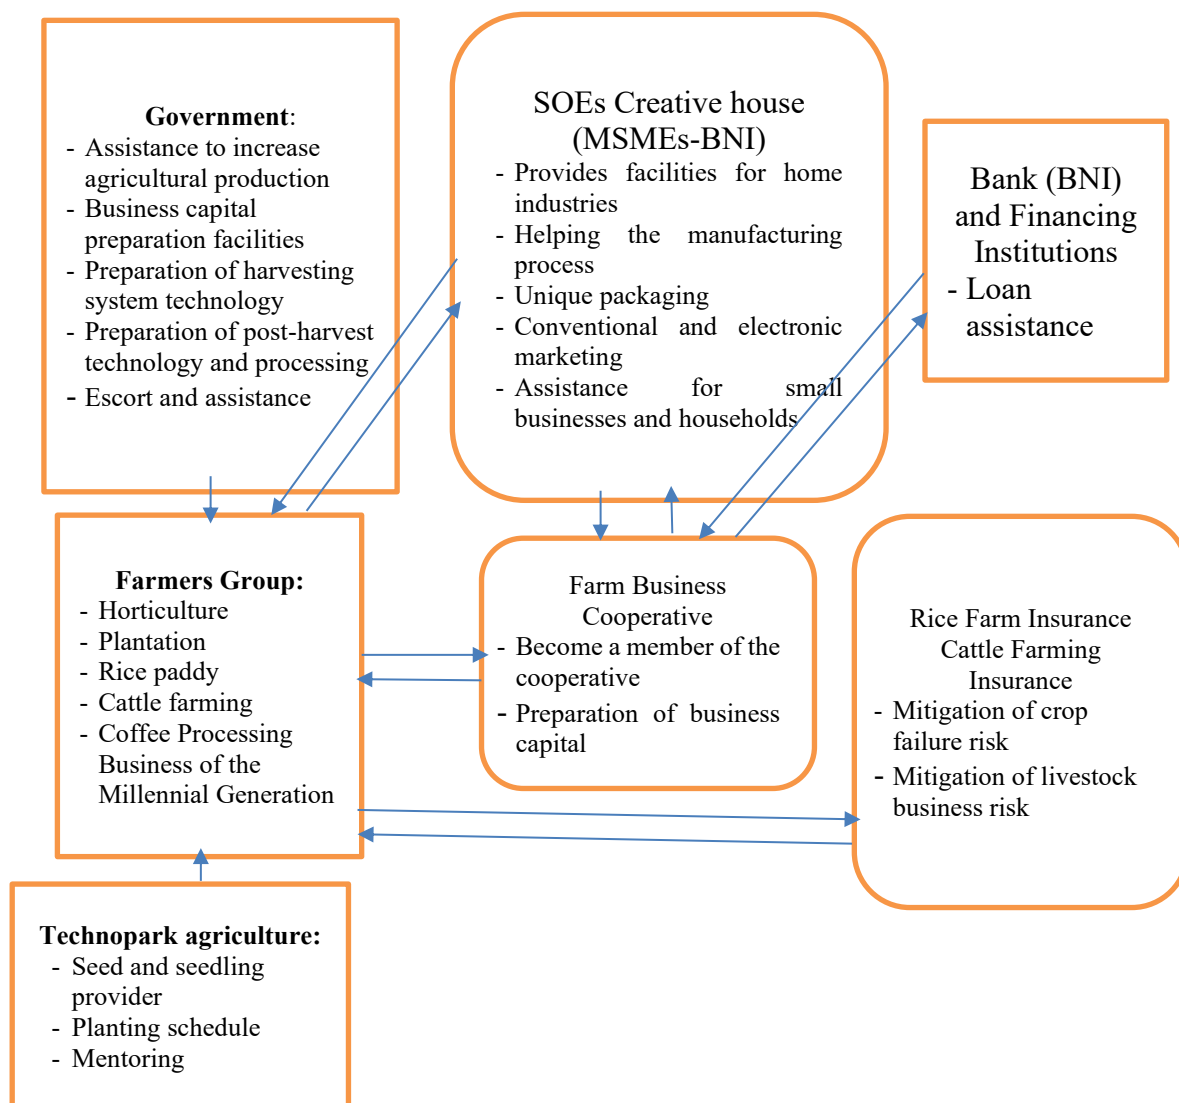 Government:
- Assistance to increase
agricultural production
- Business capital
preparation facilities
- Preparation of harvesting
system technology
- Preparation of post-harvest
technology and processing
- Escort and assistance
SOEs Creative house
(MSMEs-BNI)
- Provides facilities for home
industries
- Helping the manufacturing
process
- Unique packaging
- Conventional and electronic
marketing
- Assistance for small
businesses and households
Bank (BNI)
and Financing
Institutions
- Loan
assistance
Farmers Group:
- Horticulture
- Plantation
- Rice paddy
- Cattle farming
- Coffee Processing
Business of the
Millennial Generation
Farm Business
Cooperative
- Become a member of the
cooperative
- Preparation of business
capital
Rice Farm Insurance
Cattle Farming
Insurance
- Mitigation of crop
failure risk
- Mitigation of livestock
business risk
Technopark agriculture:
- Seed and seedling
provider
- Planting schedule
- Mentoring